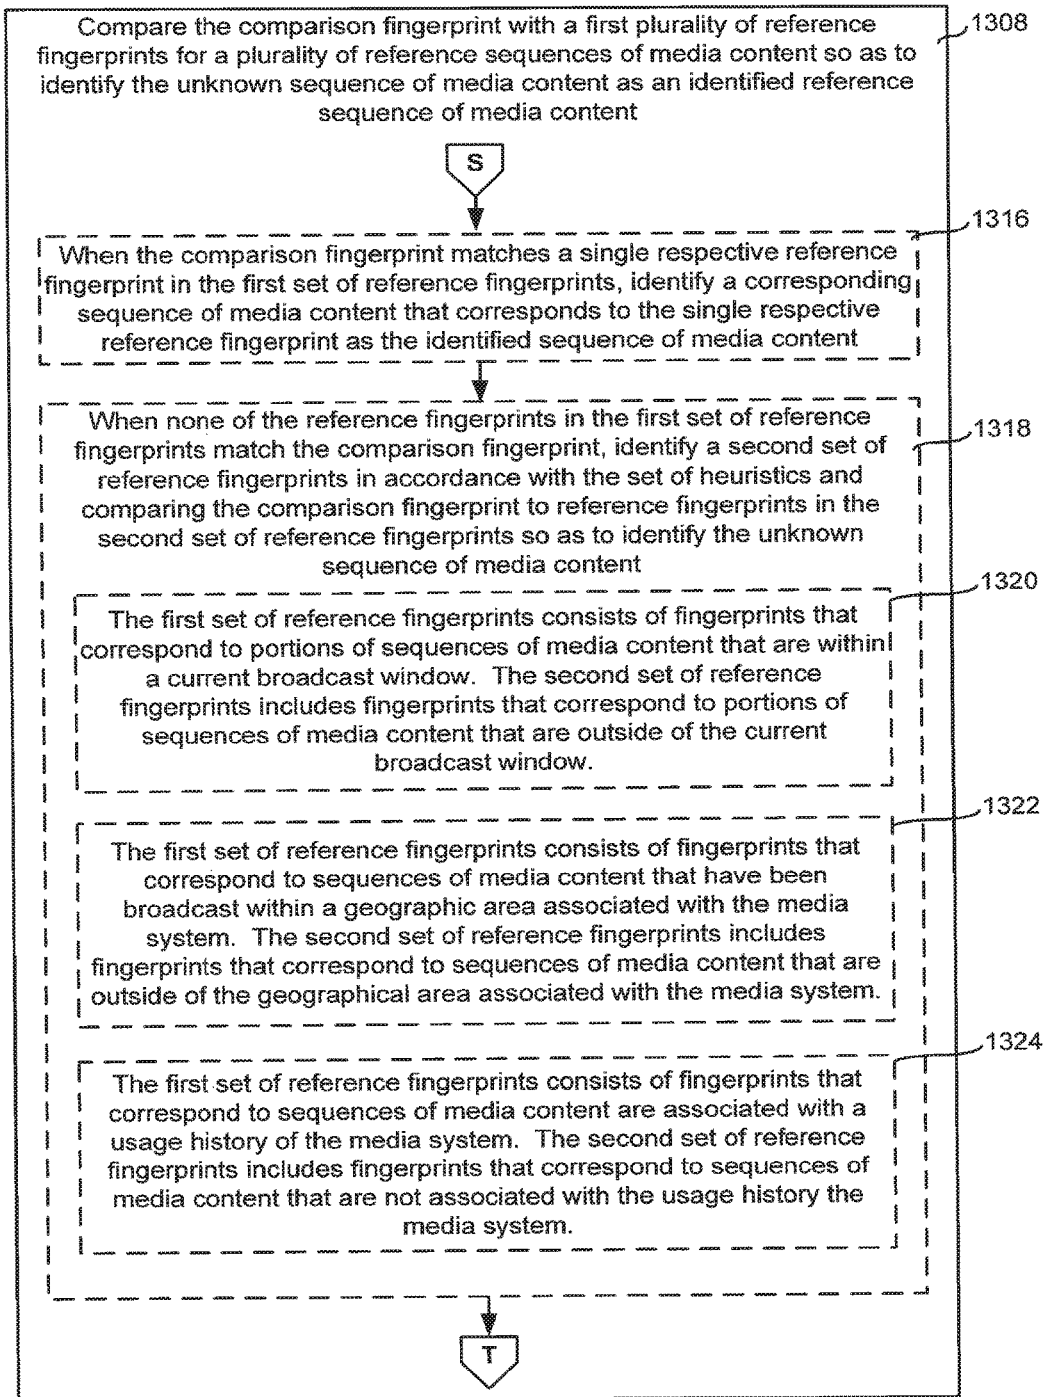 Compare the comparison fingerprint with a first plurality of reference
fingerprints for a plurality of reference sequences of media content so as to
identify the unknown sequence of media content as an identified reference
sequence of media content
1308
S
1316
When the comparison fingerprint matches a single respective reference
fingerprint in the first set of reference fingerprints, identify a corresponding
sequence of media content that corresponds to the single respective
reference fingerprint as the identified sequence of media content
1318
When none of the reference fingerprints in the first set of reference
fingerprints match the comparison fingerprint, identify a second set of
reference fingerprints in accordance with the set of heuristics and
comparing the comparison fingerprint to reference fingerprints in the
second set of reference fingerprints so as to identify the unknown
sequence of media content
1320
The first set of reference fingerprints consists of fingerprints that
correspond to portions of sequences of media content that are within
a current broadcast window. The second set of reference
fingerprints includes fingerprints that correspond to portions of
sequences of media content that are outside of the current
broadcast window.
1322
The first set of reference fingerprints consists of fingerprints that
correspond to sequences of media content that have been
broadcast within a geographic area associated with the media
system. The second set of reference fingerprints includes
fingerprints that correspond to sequences of media content that are
outside of the geographical area associated with the media system.
1324
The first set of reference fingerprints consists of fingerprints that
correspond to sequences of media content are associated with a
usage history of the media system. The second set of reference
fingerprints includes fingerprints that correspond to sequences of
media content that are not associated with the usage history the
media system.
T